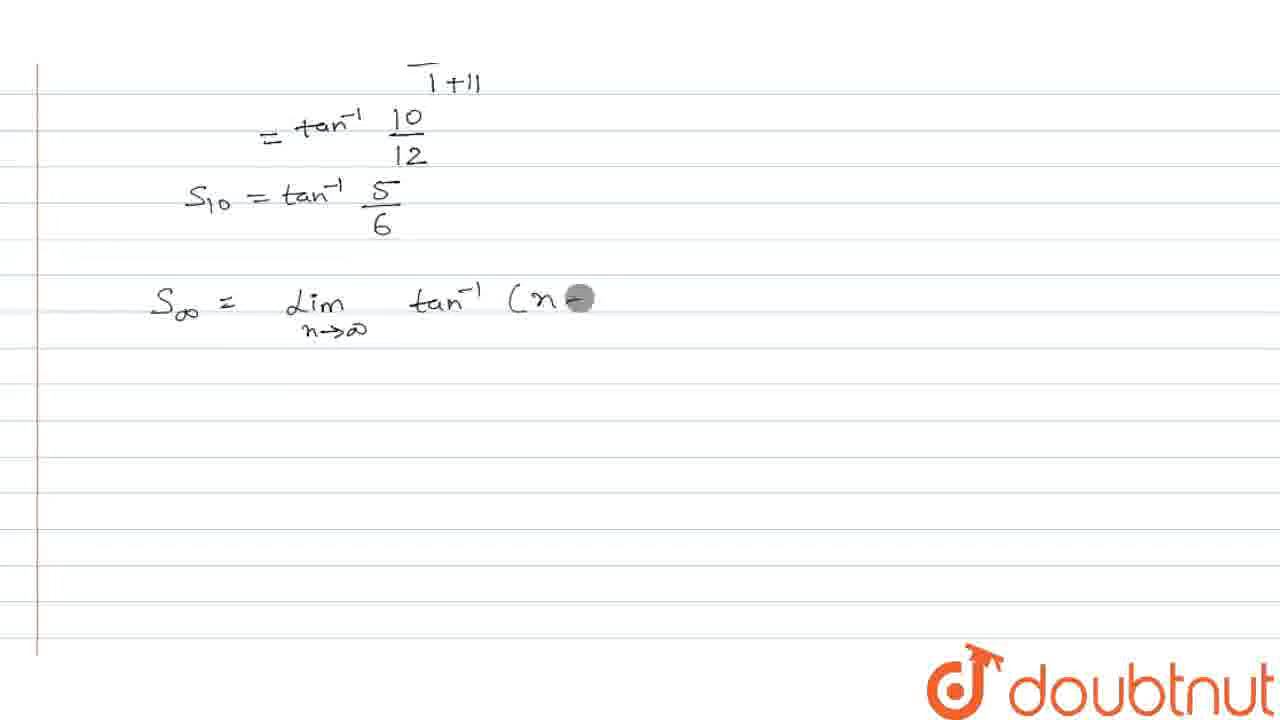 1+11
= tan⁻¹ 10/12
S₁₀ = tan⁻¹ 5/6
S∞ = Lim n→∞ tan⁻¹ (n
doubtnut